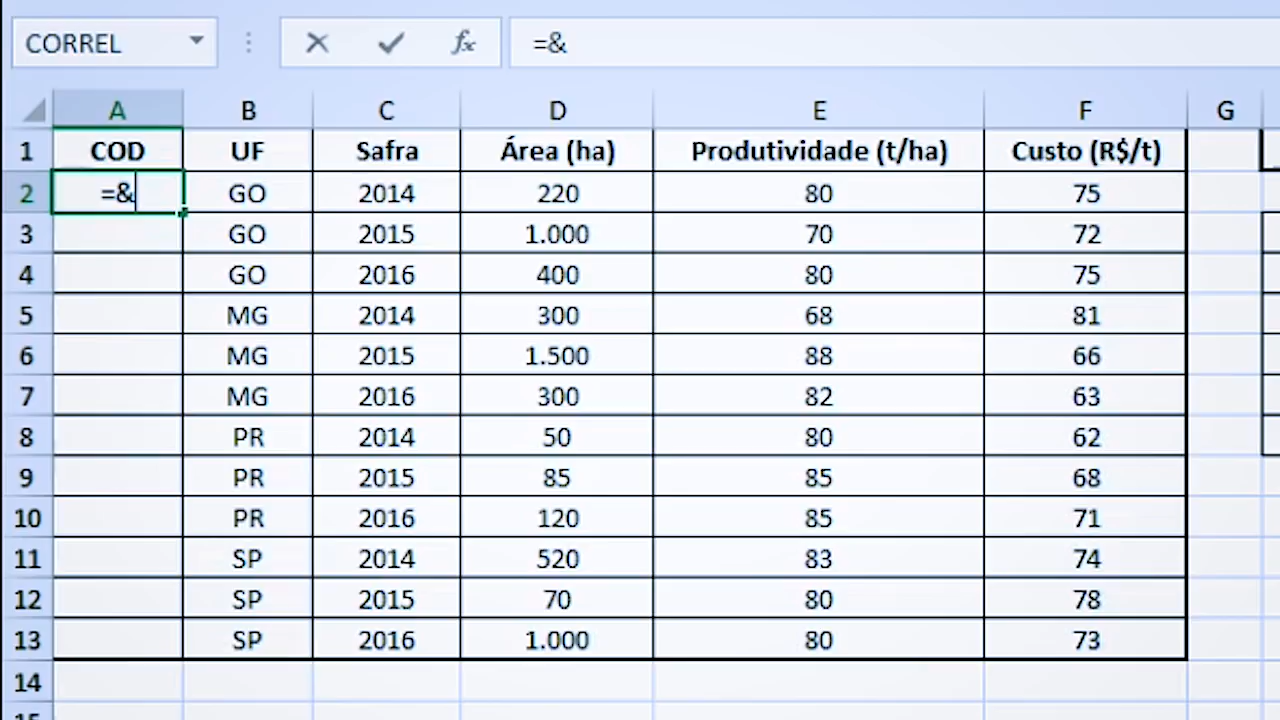 CORREL fx =&
A B C D E F G
1 COD UF Safra Área (ha) Produtividade (t/ha) Custo (R$/t)
2 =& GO 2014 220 80 75
3 GO 2015 1.000 70 72
4 GO 2016 400 80 75
5 MG 2014 300 68 81
6 MG 2015 1.500 88 66
7 MG 2016 300 82 63
8 PR 2014 50 80 62
9 PR 2015 85 85 68
10 PR 2016 120 85 71
11 SP 2014 520 83 74
12 SP 2015 70 80 78
13 SP 2016 1.000 80 73
14